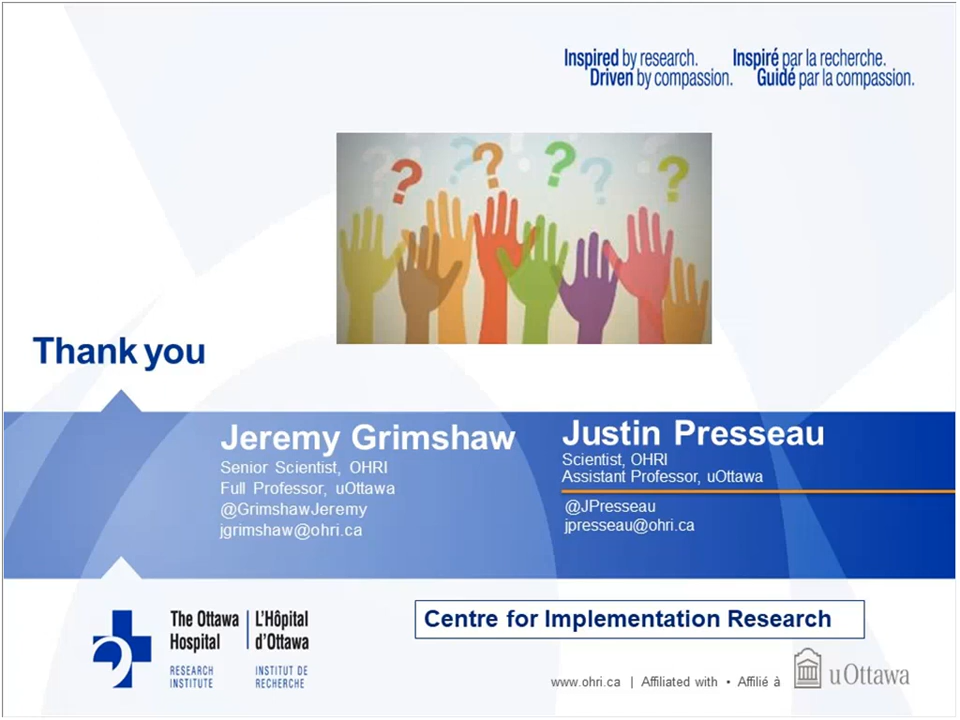 Inspired by research.
Driven by compassion.
Inspiré par la recherche.
Guidé par la compassion.
? ? ? ? ?
Thank you
Jeremy Grimshaw
Senior Scientist, OHRI
Full Professor, uOttawa
@GrimshawJeremy
jgrimshaw@ohri.ca
Justin Presseau
Scientist, OHRI
Assistant Professor, uOttawa
@JPresseau
jpresseau@ohri.ca
The Ottawa
Hospital
RESEARCH
INSTITUTE
L'Hôpital
d'Ottawa
INSTITUT DE
RECHERCHE
Centre for Implementation Research
www.ohri.ca | Affiliated with • Affilié à
uOttawa